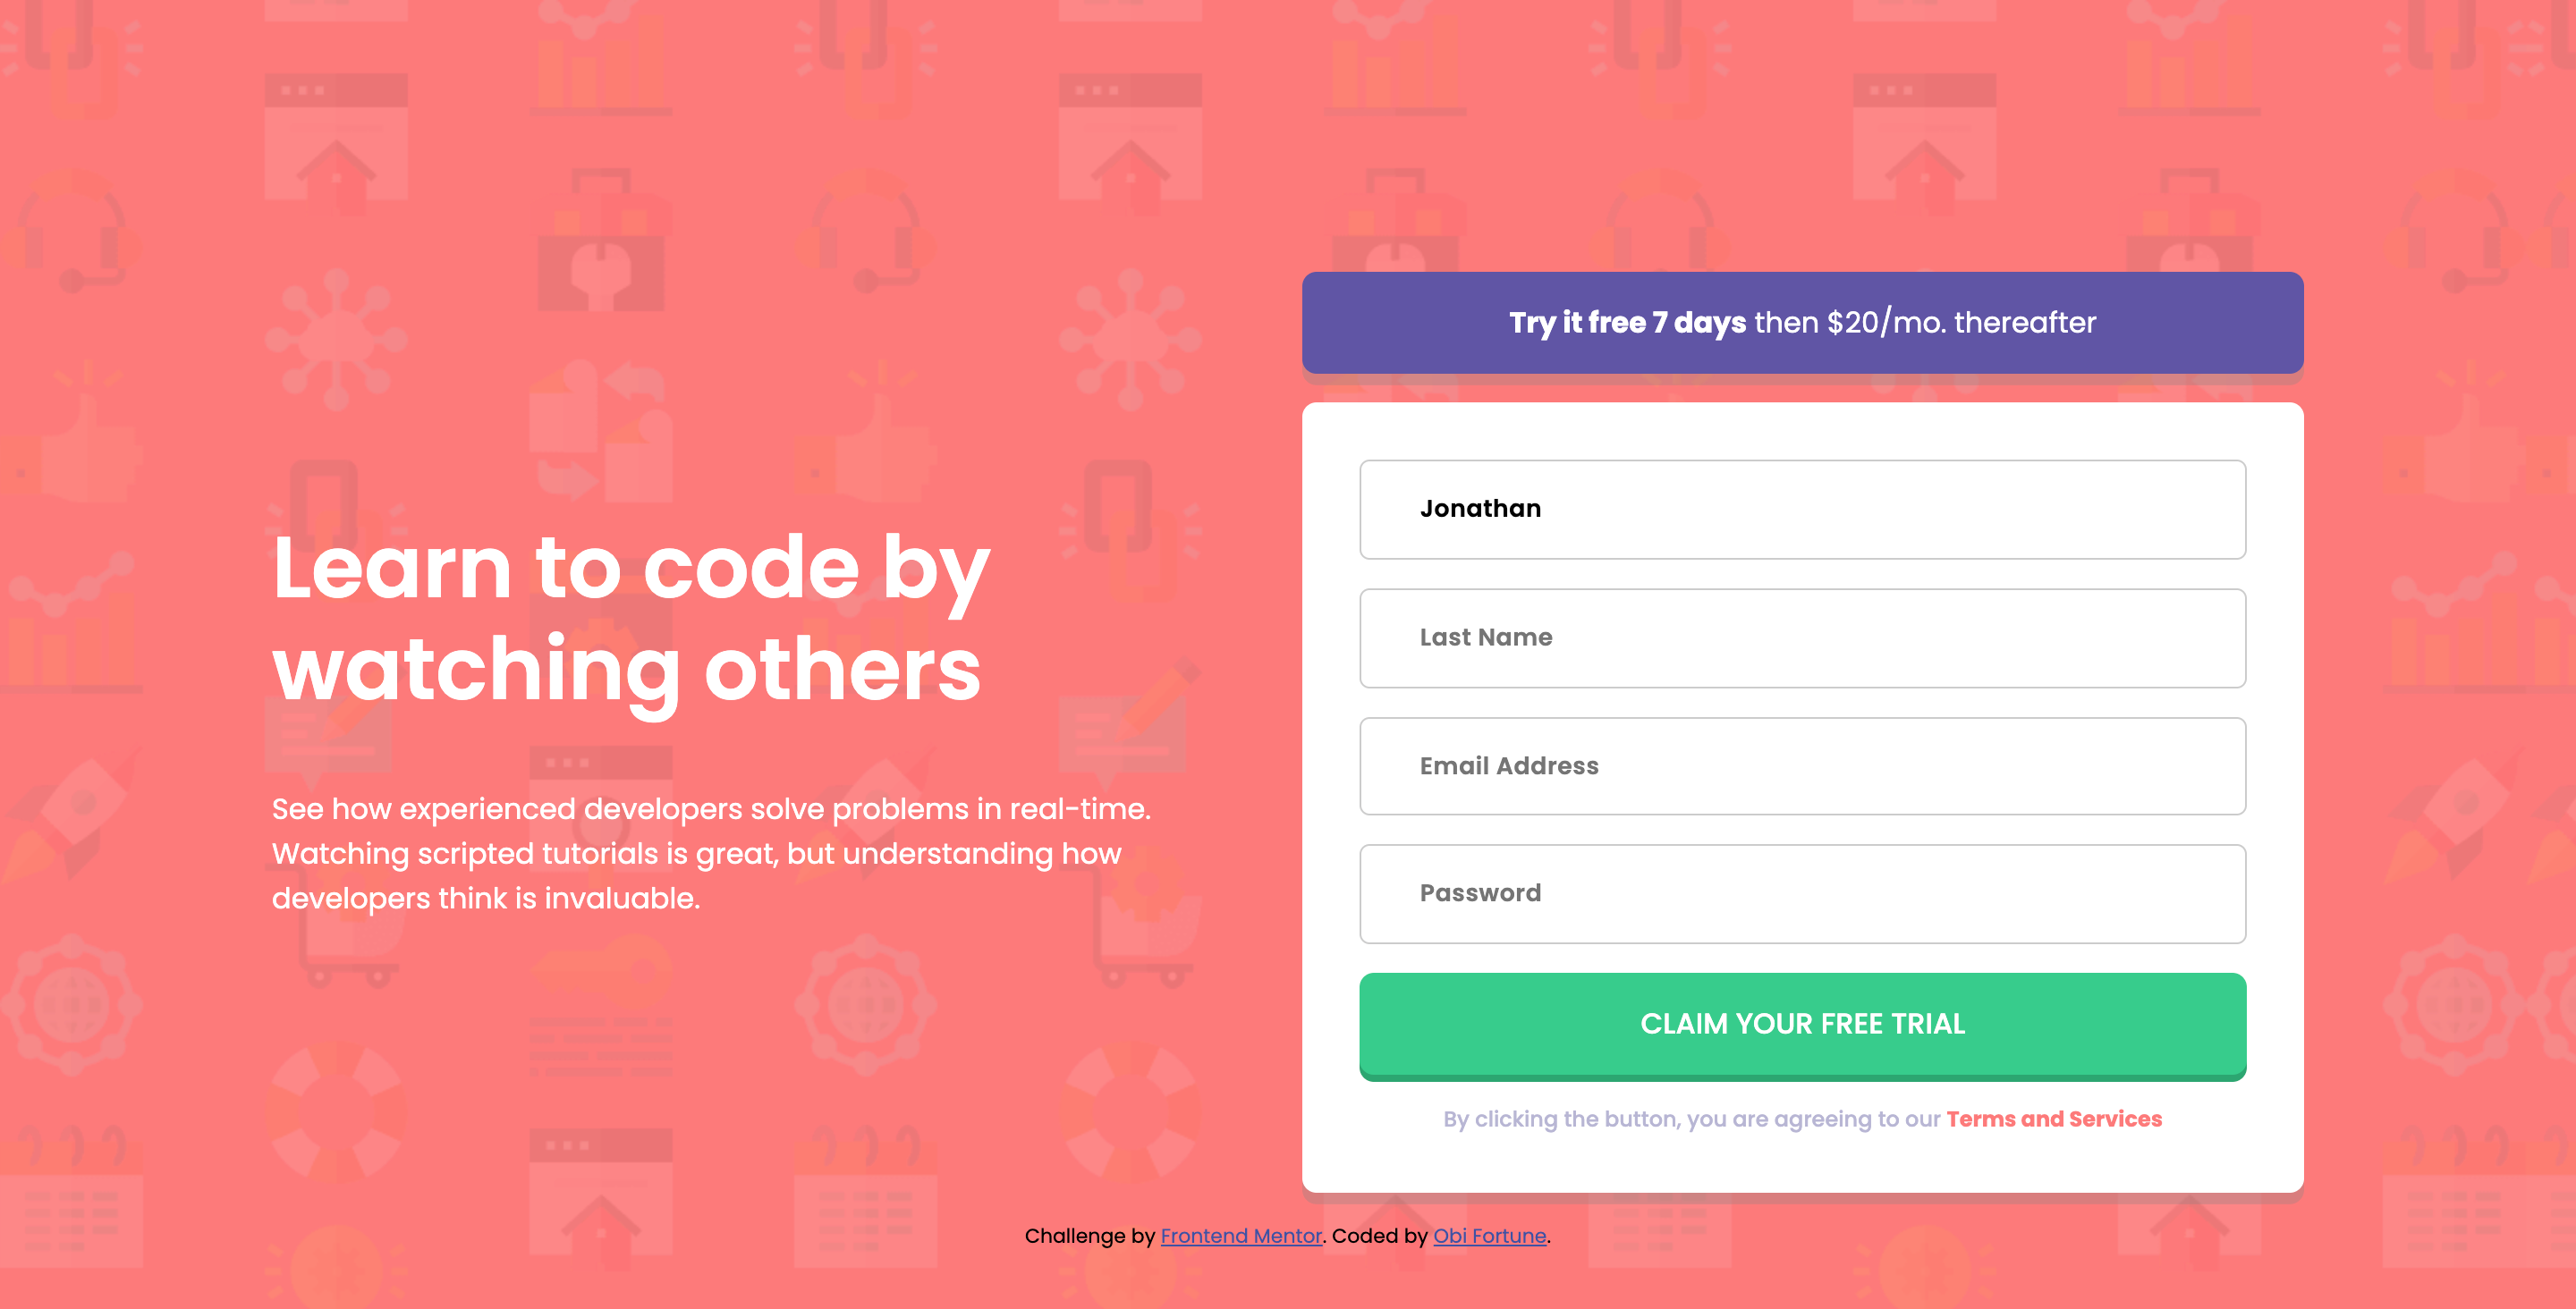 Learn to code by
watching others
See how experienced developers solve problems in real-time.
Watching scripted tutorials is great, but understanding how
developers think is invaluable.
Try it free 7 days then $20/mo. thereafter
Jonathan
Last Name
Email Address
Password
CLAIM YOUR FREE TRIAL
By clicking the button, you are agreeing to our Terms and Services
Challenge by Frontend Mentor. Coded by Obi Fortune.